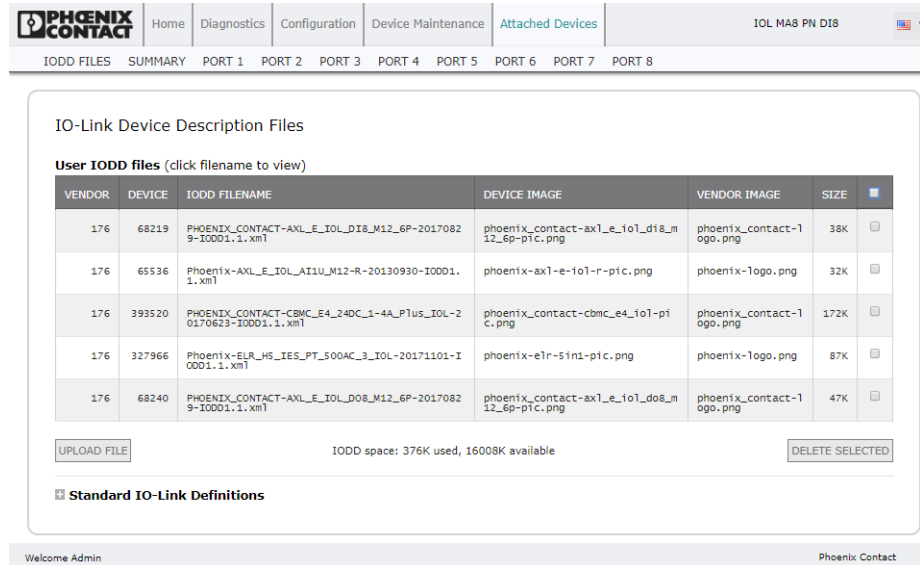 PHŒNIX
CONTACT
Home Diagnostics Configuration Device Maintenance Attached Devices IOL MA8 PN DI8
IODD FILES SUMMARY PORT 1 PORT 2 PORT 3 PORT 4 PORT 5 PORT 6 PORT 7 PORT 8
IO-Link Device Description Files
User IODD files (click filename to view)
VENDOR DEVICE IODD FILENAME DEVICE IMAGE VENDOR IMAGE SIZE
176 68219 PHOENIX_CONTACT-AXL_E_IOL_DI8_M12_6P-2017082 phoenix_contact-axl_e_iol_di8_m phoenix_contact-l 38K
9-IODD1.1.xml 12_6p-pic.png ogo.png
176 65536 Phoenix-AXL_E_IOL_AI1U_M12-R-20130930-IODD1. phoenix-axl-e-iol-r-pic.png phoenix-logo.png 32K
1.xml
176 393520 PHOENIX_CONTACT-CBMC_E4_24DC_1-4A_Plus_IOL-2 phoenix_contact-cbmc_e4_iol-pi phoenix_contact-l 172K
0170623-IODD1.1.xml c.png ogo.png
176 327966 Phoenix-ELR_H5_IES_PT_500AC_3_IOL-20171101-I phoenix-elr-5in1-pic.png phoenix-logo.png 87K
ODD1.1.xml
176 68240 PHOENIX_CONTACT-AXL_E_IOL_DO8_M12_6P-2017082 phoenix_contact-axl_e_iol_do8_m phoenix_contact-l 47K
9-IODD1.1.xml 12_6p-pic.png ogo.png
UPLOAD FILE IODD space: 376K used, 16008K available DELETE SELECTED
Standard IO-Link Definitions
Welcome Admin Phoenix Contact